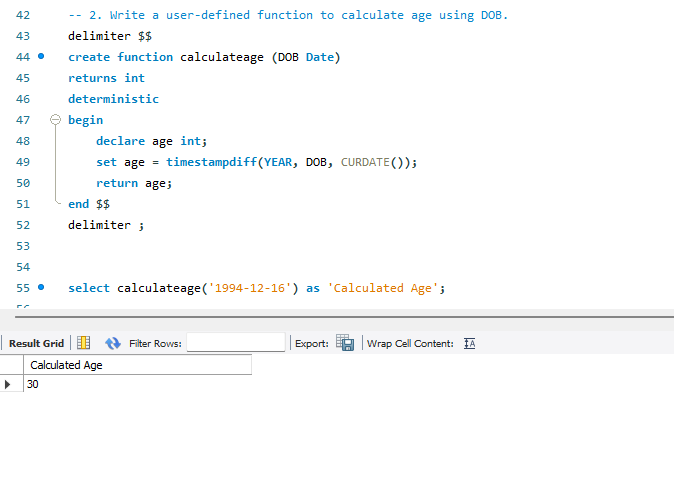 42 -- 2. Write a user-defined function to calculate age using DOB.
43 delimiter $$
44 create function calculateage (DOB Date)
45 returns int
46 deterministic
47 begin
48 declare age int;
49 set age = timestampdiff(YEAR, DOB, CURDATE());
50 return age;
51 end $$
52 delimiter ;
53
54
55 select calculateage('1994-12-16') as 'Calculated Age';
Result Grid Filter Rows: Export: Wrap Cell Content: IA
Calculated Age
30